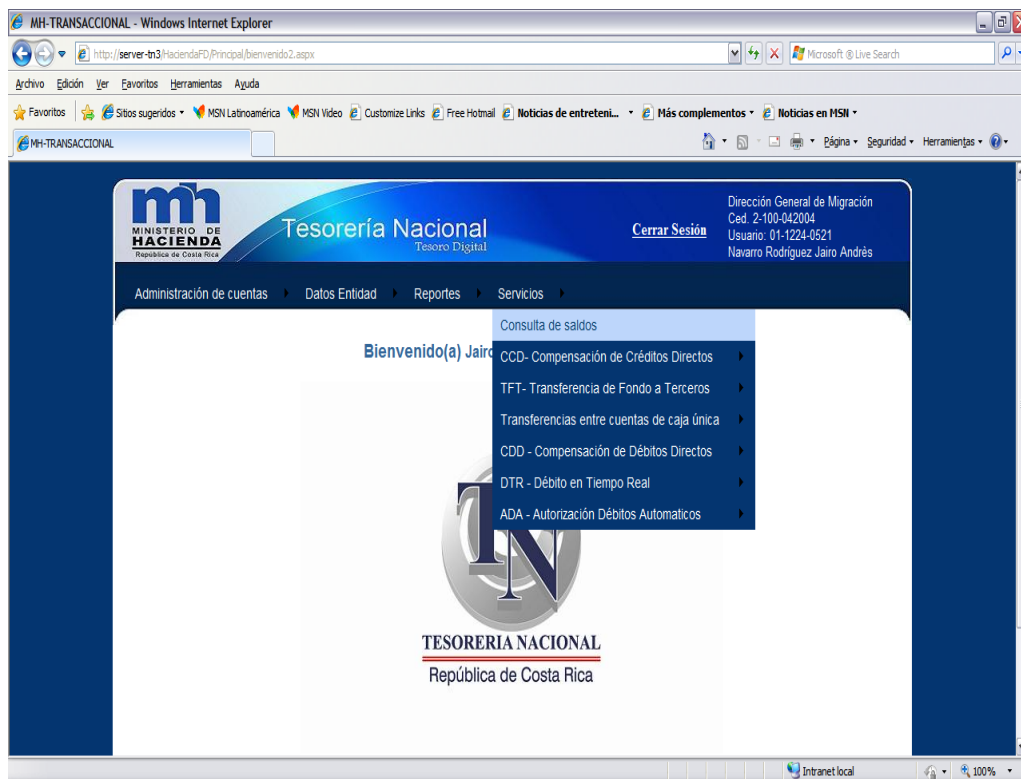 MH-TRANSACCIONAL - Windows Internet Explorer
http://server-tn3/HaciendaFD/Principal/bienvenido2.aspx
Microsoft ® Live Search
Archivo Edición Ver Favoritos Herramientas Ayuda
Favoritos Sitios sugeridos MSN Latinoamérica MSN Video Customize Links Free Hotmail Noticias de entreteni... Más complementos Noticias en MSN
MH-TRANSACCIONAL Página Seguridad Herramientas
mh
MINISTERIO DE
HACIENDA
República de Costa Rica
Tesorería Nacional
Tesoro Digital
Cerrar Sesión
Dirección General de Migración
Ced. 2-100-042004
Usuario: 01-1224-0521
Navarro Rodríguez Jairo Andrés
Administración de cuentas Datos Entidad Reportes Servicios
Consulta de saldos
Bienvenido(a) Jairo
CCD- Compensación de Créditos Directos
TFT- Transferencia de Fondo a Terceros
Transferencias entre cuentas de caja única
CDD - Compensación de Débitos Directos
DTR - Débito en Tiempo Real
ADA - Autorización Débitos Automaticos
TN
TESORERIA NACIONAL
República de Costa Rica
Intranet local 100%